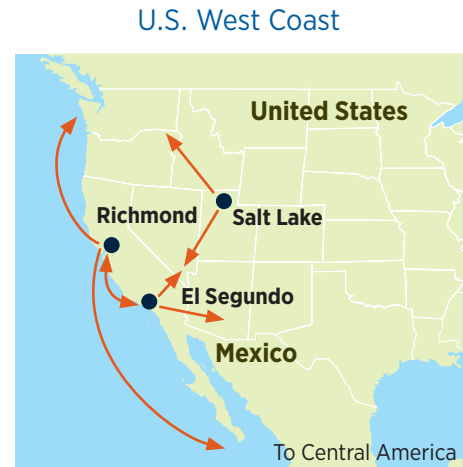 U.S. West Coast
United States
Richmond
Salt Lake
El Segundo
Mexico
To Central America